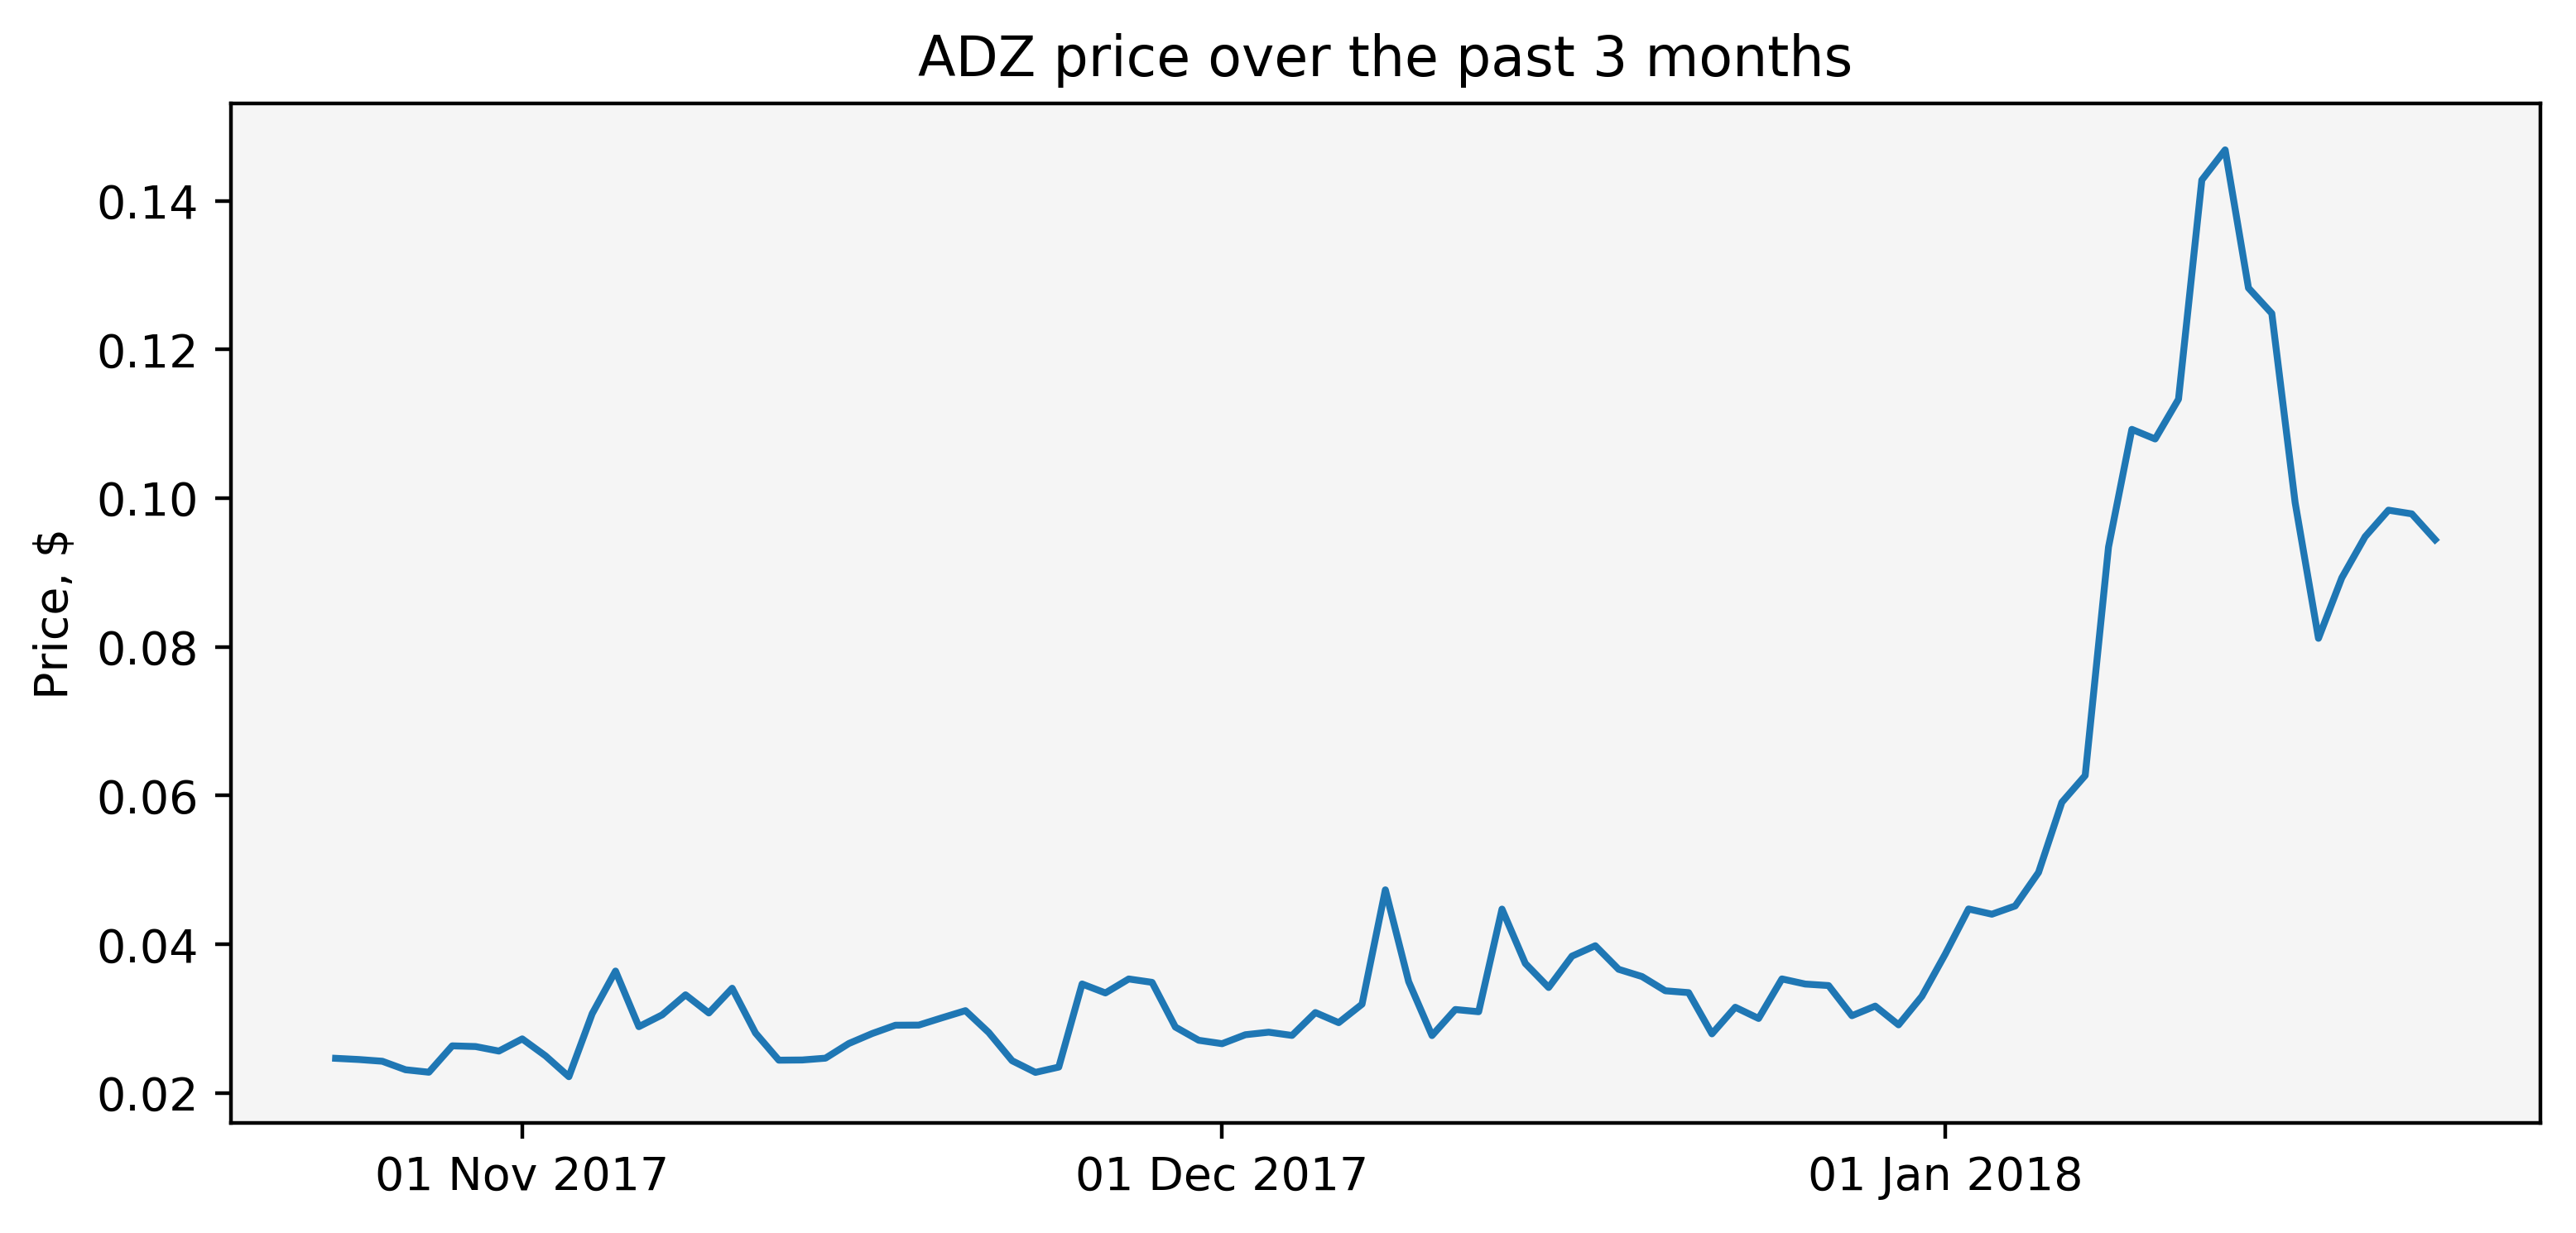 ADZ price over the past 3 months
Price, $
0.14
0.12
0.10
0.08
0.06
0.04
0.02
01 Nov 2017
01 Dec 2017
01 Jan 2018